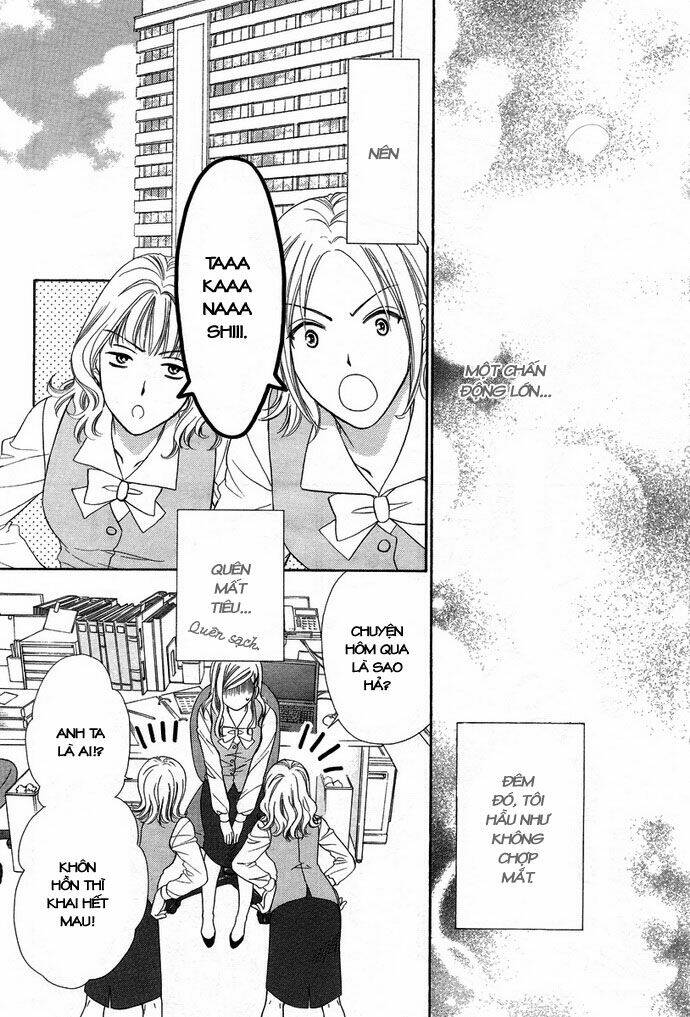 MỘT CHẤN
ĐỘNG LỚN...
ĐÊM
ĐÓ, TÔI
HẦU NHƯ
KHÔNG
CHỢP
MẮT.
NÊN
TAAA
KAAA
NAAA
SHIII.
QUÊN
MẤT
TIÊU...
Quên sạch.
CHUYỆN
HÔM QUA
LÀ SAO
HẢ?
ANH TA
LÀ AI!?
KHÔN
HỒN THÌ
KHAI HẾT
MAU!